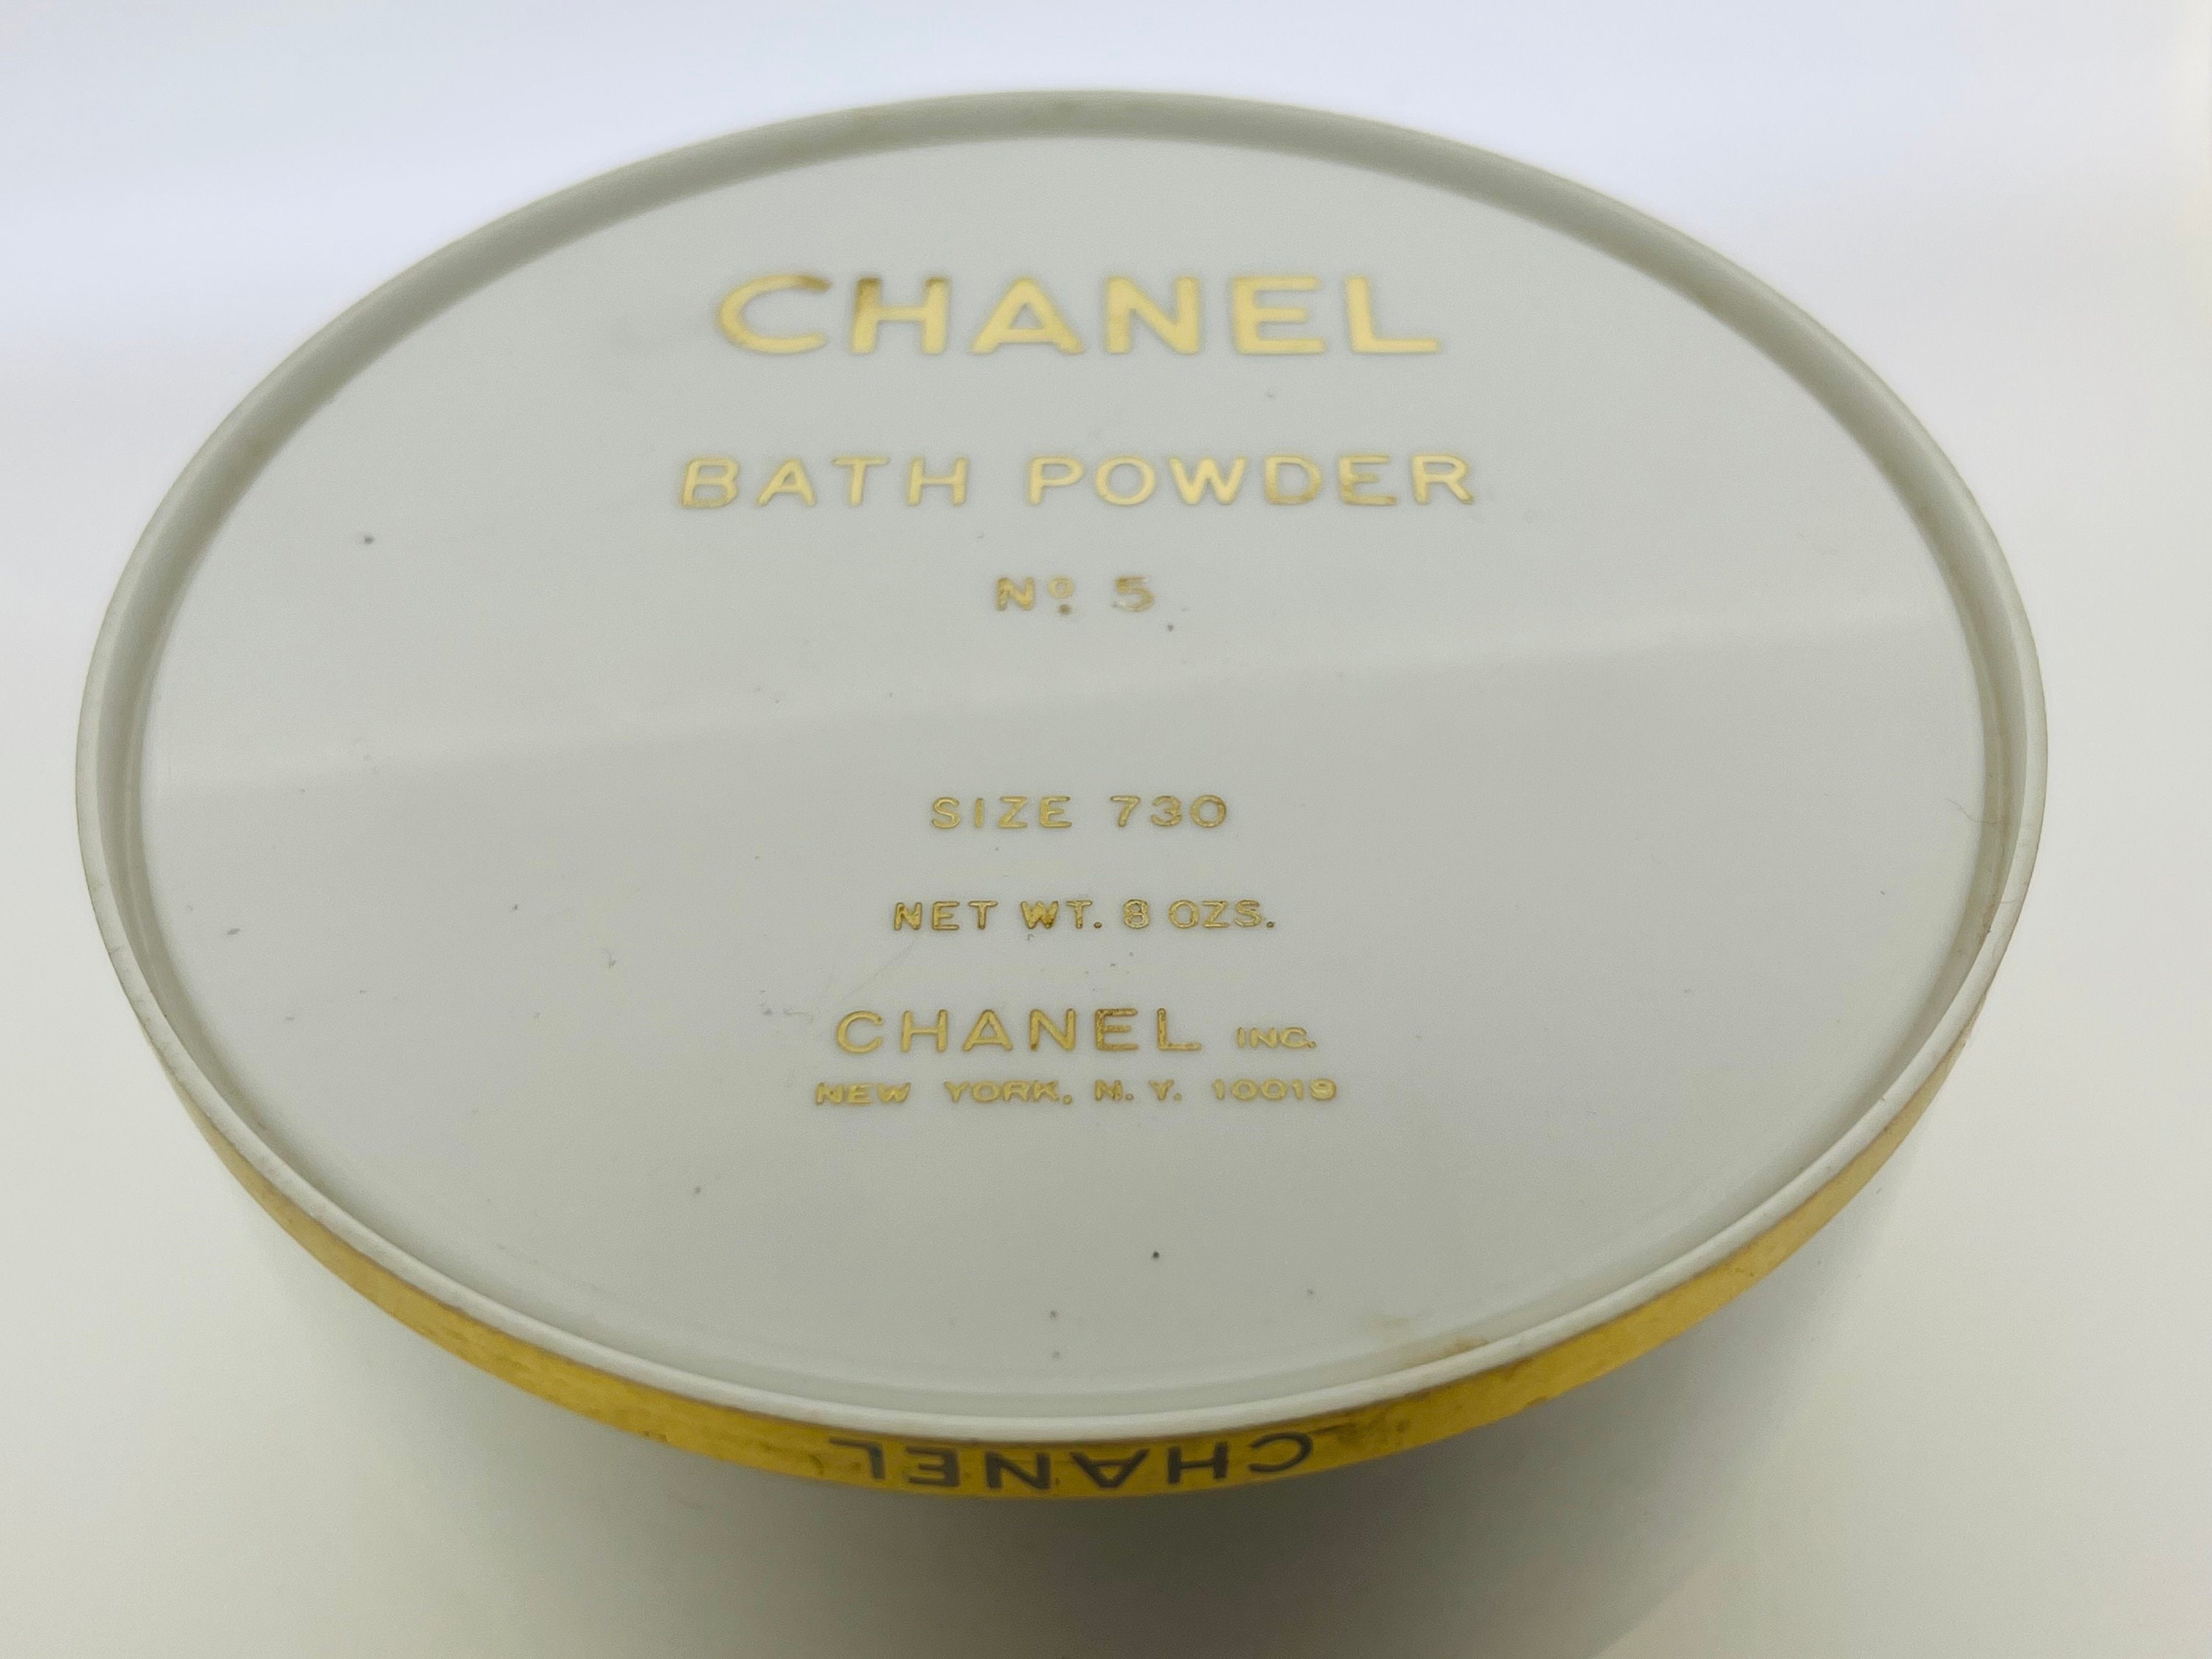 CHANEL
BATH POWDER
Nº 5
SIZE 730
NET WT. 8 OZS.
CHANEL INC.
NEW YORK, N. Y. 10019
CHANEL